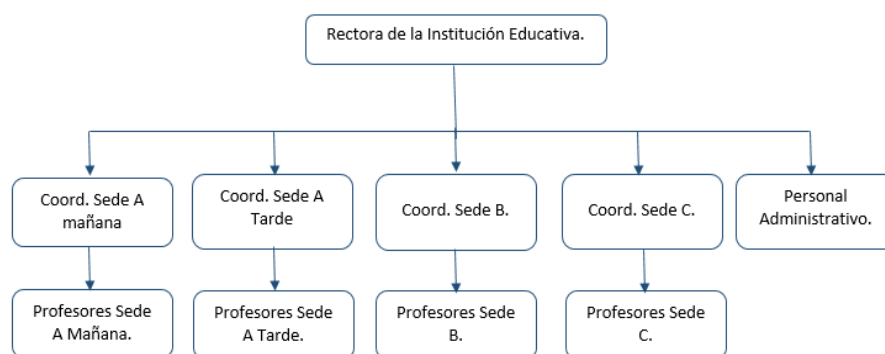 Rectora de la Institución Educativa.
Coord. Sede A
mañana
Coord. Sede A
Tarde
Coord. Sede B.
Coord. Sede C.
Personal
Administrativo.
Profesores Sede
A Mañana.
Profesores Sede
A Tarde.
Profesores Sede
B.
Profesores Sede
C.